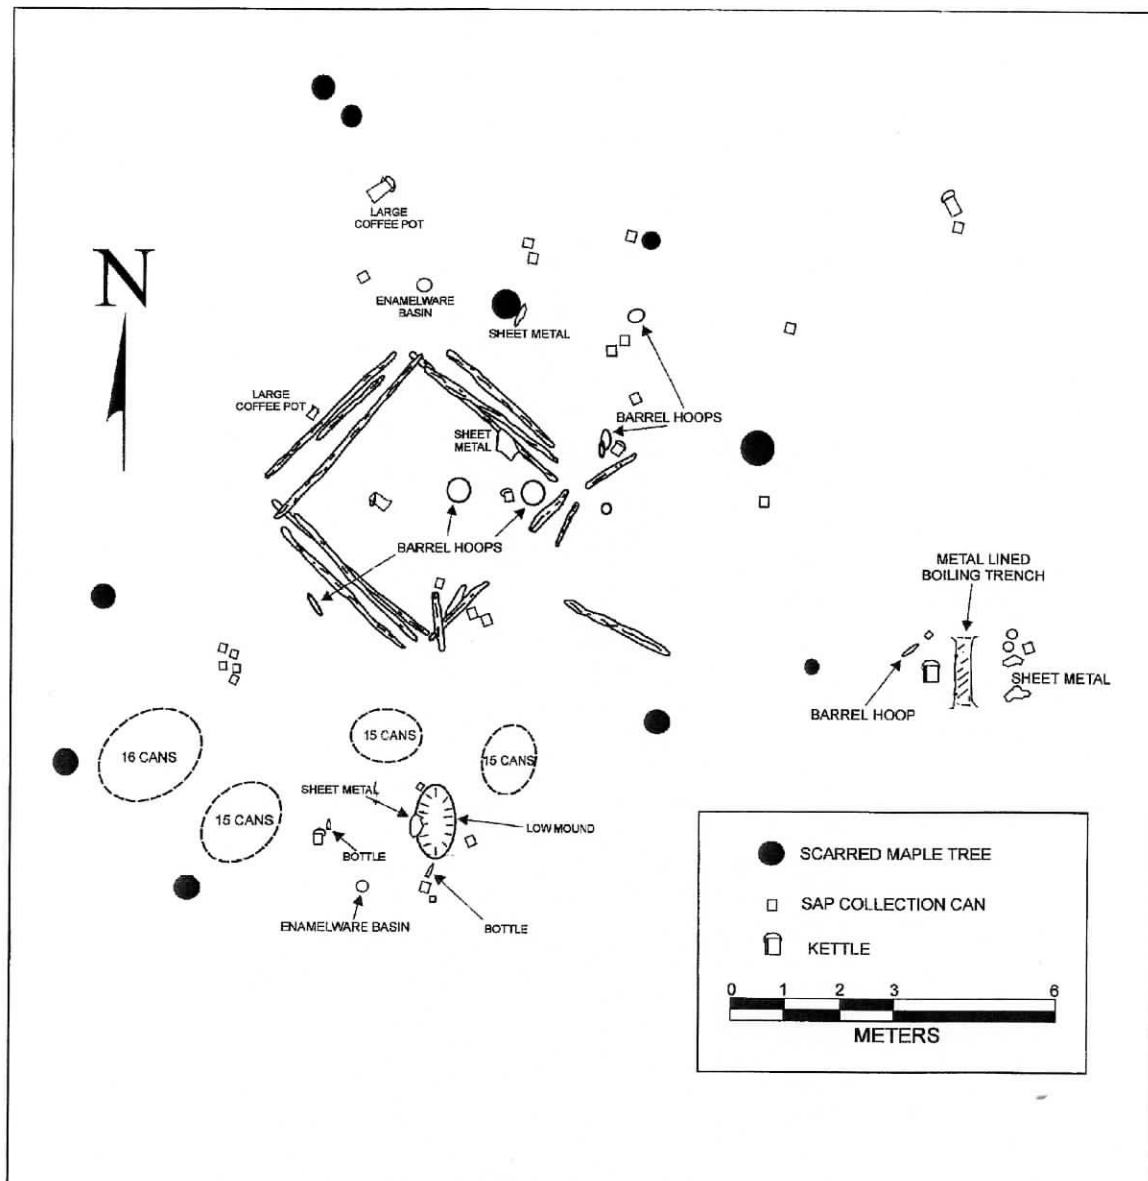 LARGE
COFFEE POT
N
ENAMELWARE
BASIN
SHEET METAL
LARGE
COFFEE POT
SHEET
METAL
BARREL HOOPS
BARREL HOOPS
METAL LINED
BOILING TRENCH
SHEET METAL
BARREL HOOP
16 CANS
15 CANS
15 CANS
15 CANS
SHEET METAL
LOW MOUND
BOTTLE
ENAMELWARE BASIN
BOTTLE
SCARRED MAPLE TREE
SAP COLLECTION CAN
KETTLE
0 1 2 3 6
METERS